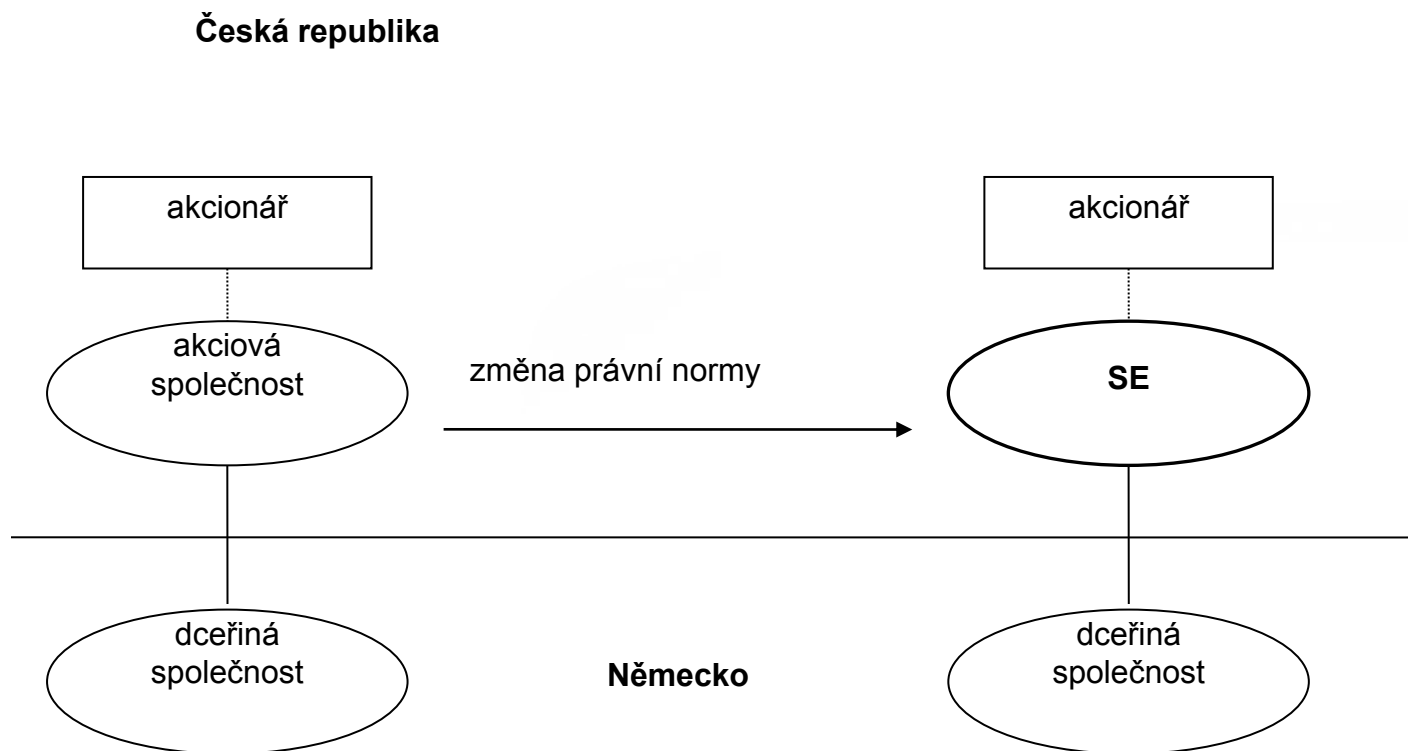 Česká republika
akcionář
akcionář
akciová
společnost
změna právní normy
SE
dceřiná
společnost
Německo
dceřiná
společnost